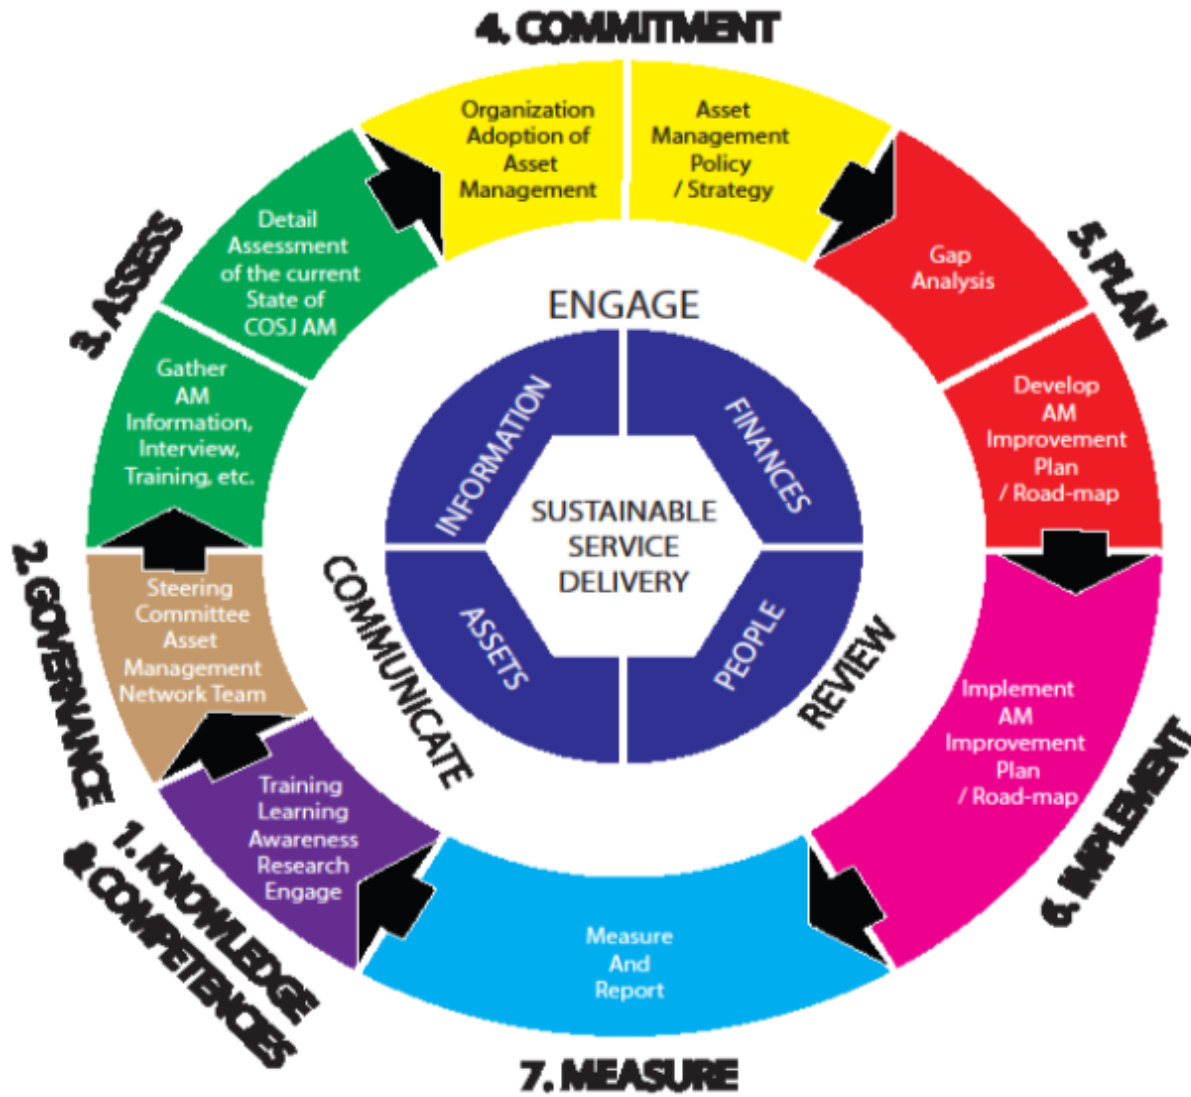 4. COMMITMENT
Organization
Adoption of
Asset
Management
Asset
Management
Policy
/ Strategy
5. PLAN
Gap
Analysis
Develop
AM
Improvement
Plan
/ Road-map
6. IMPLEMENT
Implement
AM
Improvement
Plan
/ Road-map
7. MEASURE
Measure
And
Report
1. KNOWLEDGE
& COMPETENCIES
Training
Learning
Awareness
Research
Engage
2. GOVERNANCE
Steering
Committee
Asset
Management
Network Team
3. ASSESS
Gather
AM
Information,
Interview,
Training, etc.
Detail
Assessment
of the current
State of
COSJ AM
ENGAGE
REVIEW
COMMUNICATE
INFORMATION
FINANCES
PEOPLE
ASSETS
SUSTAINABLE
SERVICE
DELIVERY